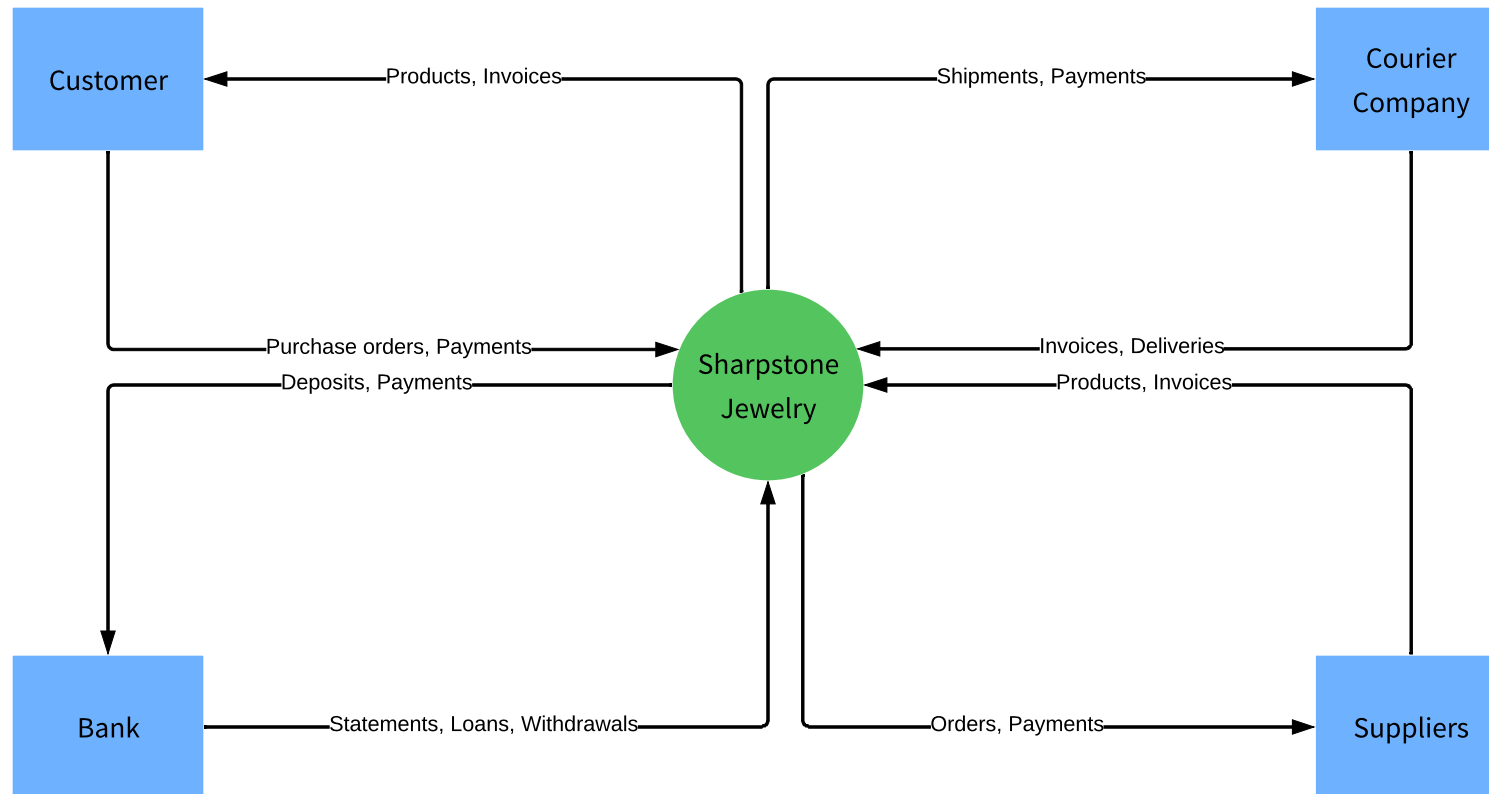 Customer
Products, Invoices
Shipments, Payments
Courier
Company
Purchase orders, Payments
Invoices, Deliveries
Deposits, Payments
Sharpstone
Jewelry
Products, Invoices
Bank
Statements, Loans, Withdrawals
Orders, Payments
Suppliers